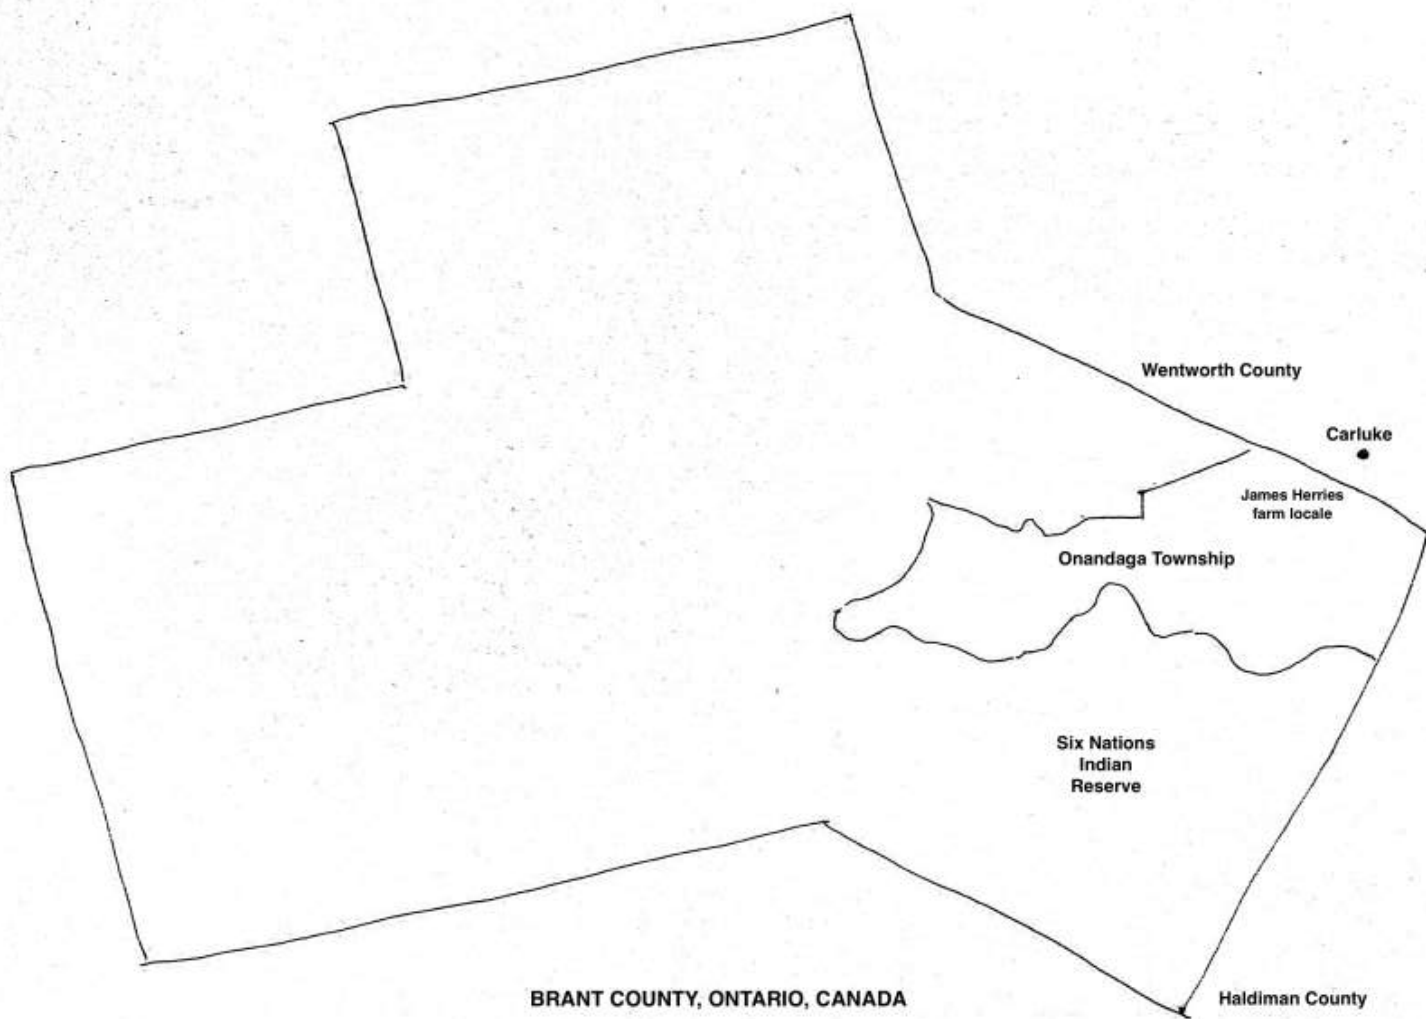 Wentworth County
Carluke
James Herries
farm locale
Onandaga Township
Six Nations
Indian
Reserve
BRANT COUNTY, ONTARIO, CANADA
Haldiman County